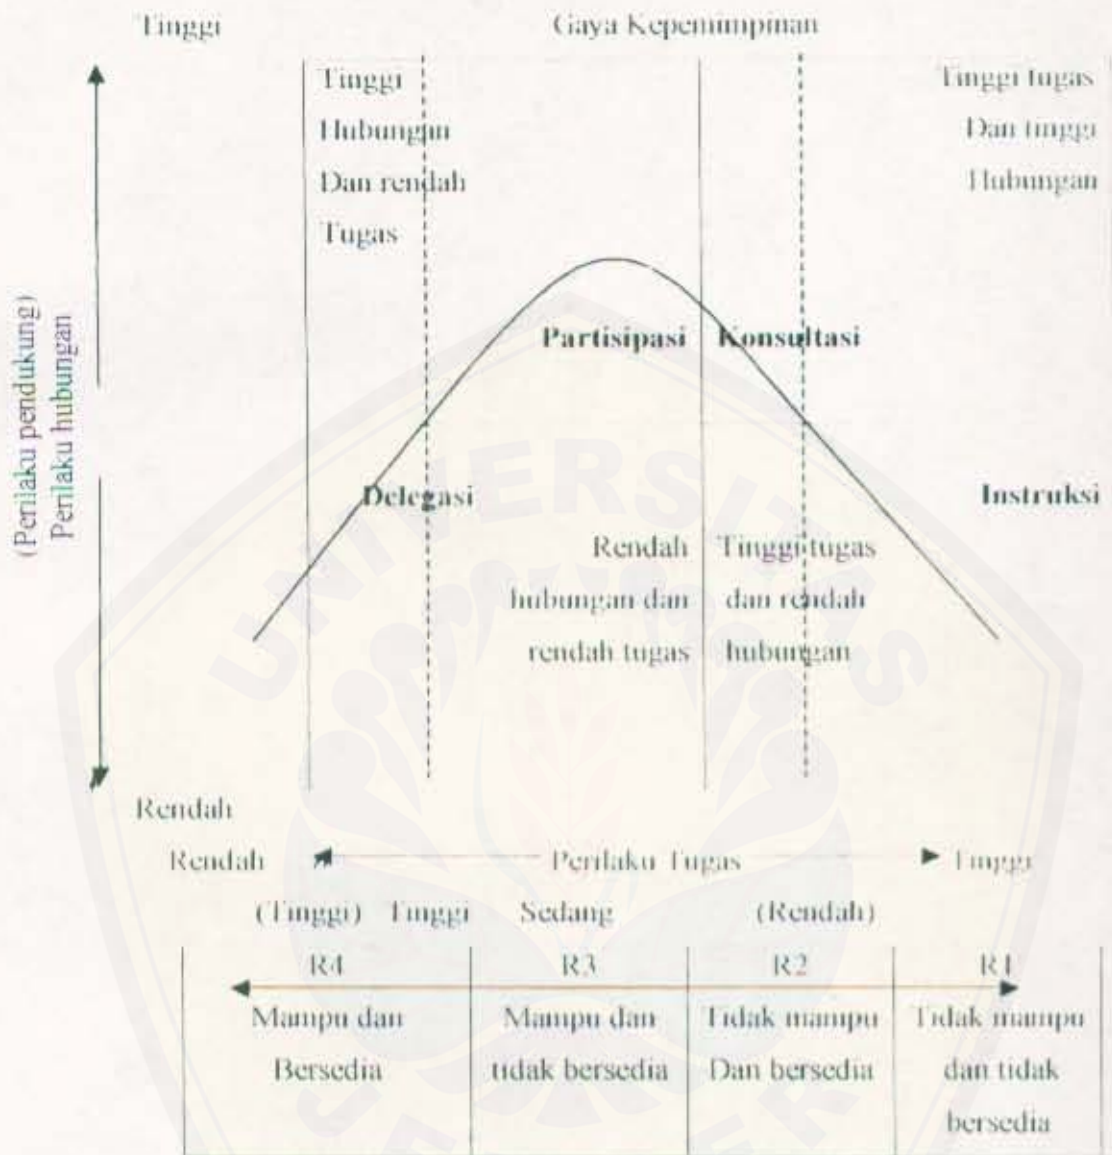 Tinggi Gaya Kepemimpinan
Tinggi
Hubungan
Dan rendah
Tugas
Tinggi tugas
Dan tinggi
Hubungan
(Perilaku pendukung)
Perilaku hubungan
Partisipasi Konsultasi
Delegasi Instruksi
Rendah
hubungan dan
rendah tugas
Tinggi tugas
dan rendah
hubungan
Rendah
Rendah Perilaku Tugas Tinggi
(Tinggi) Tinggi Sedang (Rendah)
R4 R3 R2 R1
Mampu dan
Bersedia
Mampu dan
tidak bersedia
Tidak mampu
Dan bersedia
Tidak mampu
dan tidak
bersedia
UNIVERSITAS
JEMBER